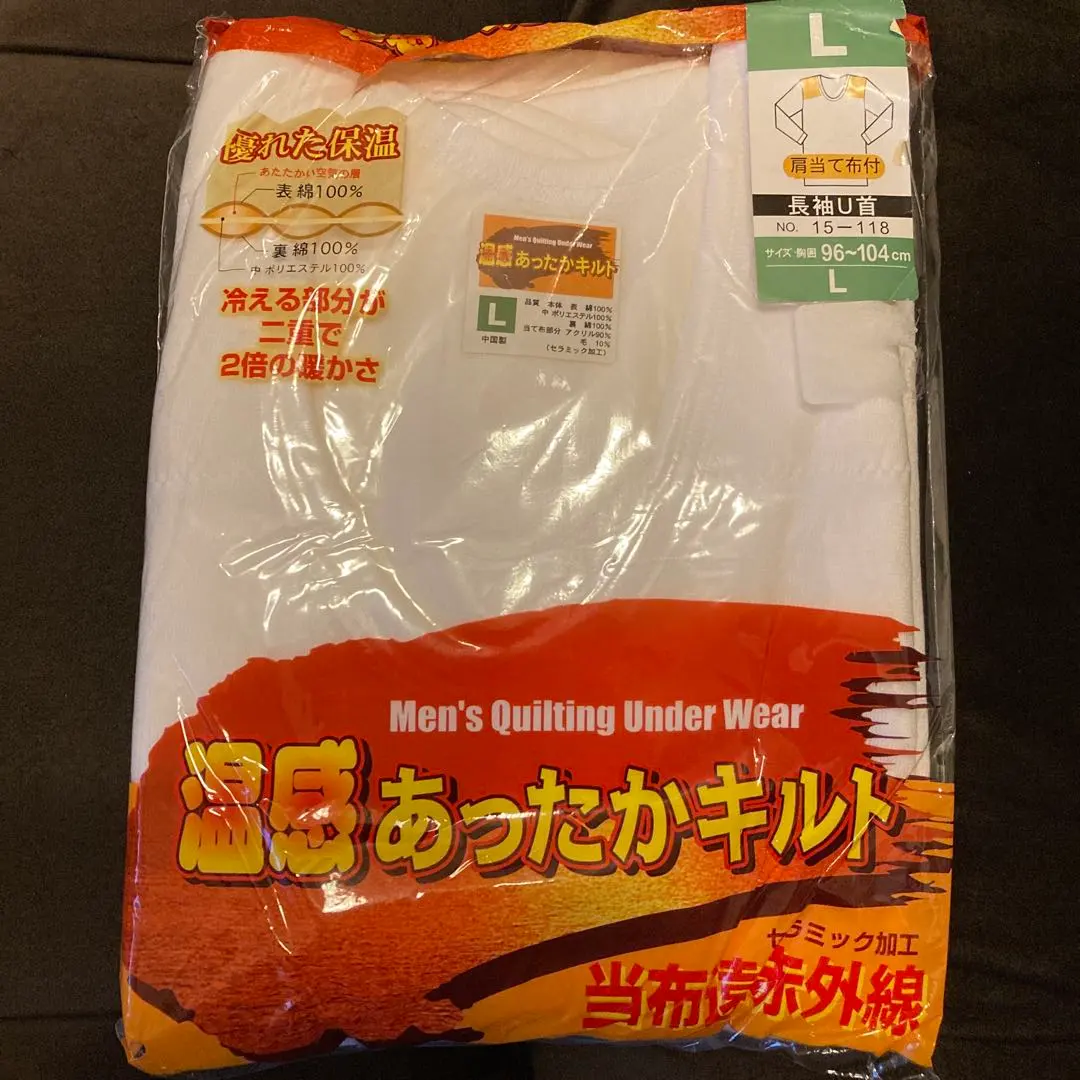 L
肩当て布付
長袖U首
NO. 15-118
サイズ・胸囲 96~104cm
L
優れた保温
あたたかい空気の層
表 綿100%
裏 綿100%
中 ポリエステル100%
冷える部分が
二重で
2倍の暖かさ
Men's Quilting Under Wear
温感 あったかキルト
L
中国製
品質 本体 表 綿100%
中 ポリエステル100%
裏 綿100%
当て布部分 アクリル90%
毛 10%
(セラミック加工)
Men's Quilting Under Wear
温感 あったかキルト
セラミック加工
当布遠赤外線